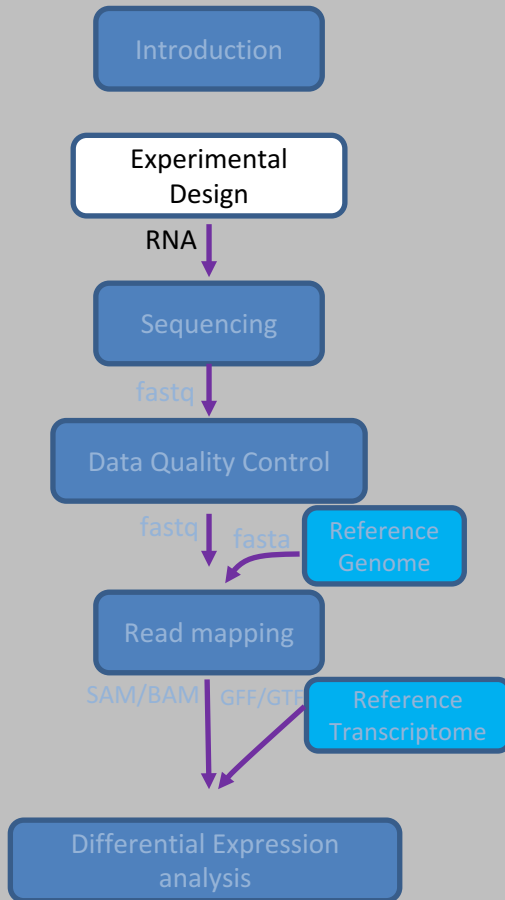 Introduction
Experimental
Design
RNA
Sequencing
fastq
Data Quality Control
fastq
fasta
Reference
Genome
Read mapping
SAM/BAM
GFF/GTF
Reference
Transcriptome
Differential Expression
analysis